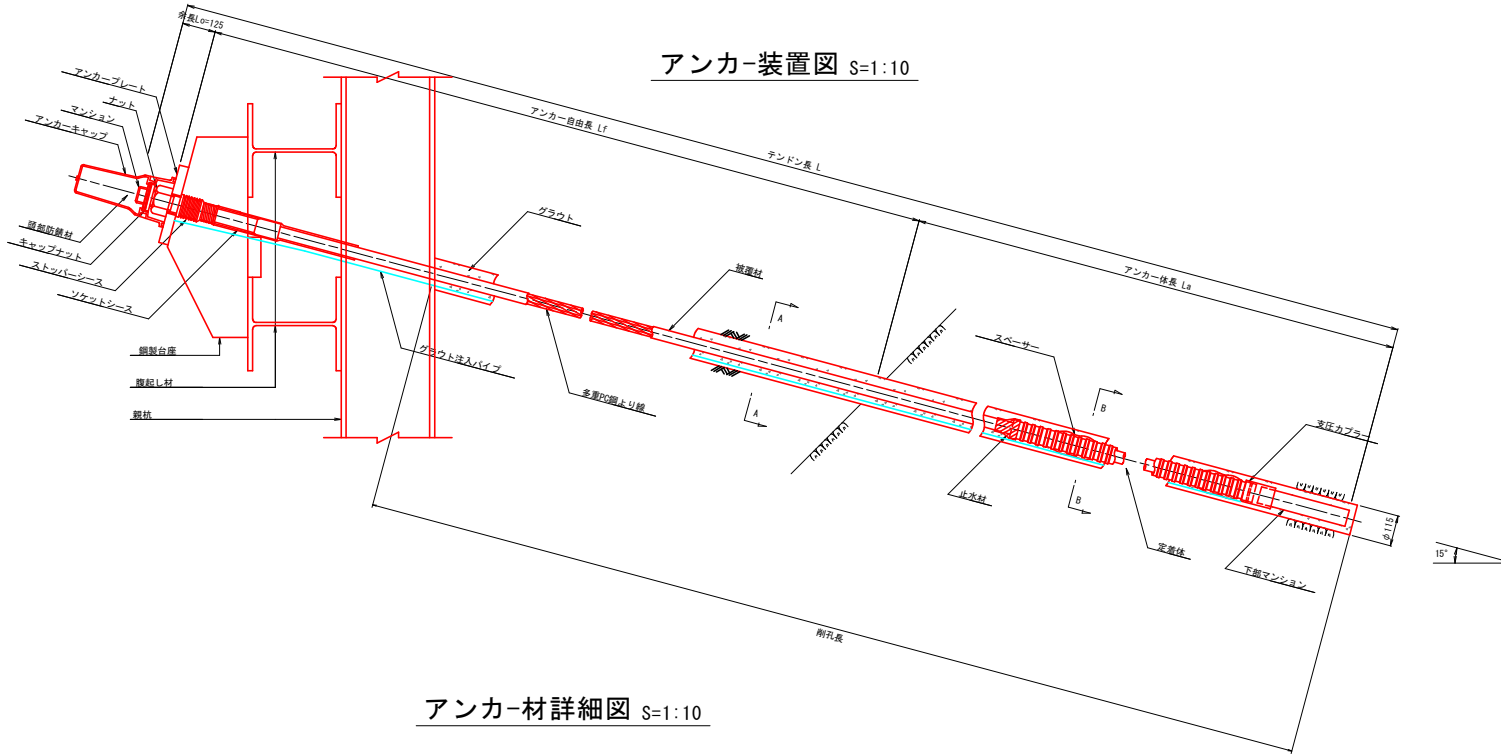 余長Lo=125
アンカ-装置図 S=1:10
アンカープレート
ナット
マンション
アンカーキャップ
アンカー自由長 Lf
テンドン長 L
頭部防錆材
キャップナット
ストッパーシース
ソケットシース
グラウト
被覆材
アンカー体長 La
A
スペーサー
鋼製台座
腹起し材
親杭
グラウト注入パイプ
多重PC鋼より線
A
B
支圧カプラー
止水材
B
定着体
下部マンション
φ115
15°
削孔長
アンカ-材詳細図 S=1:10